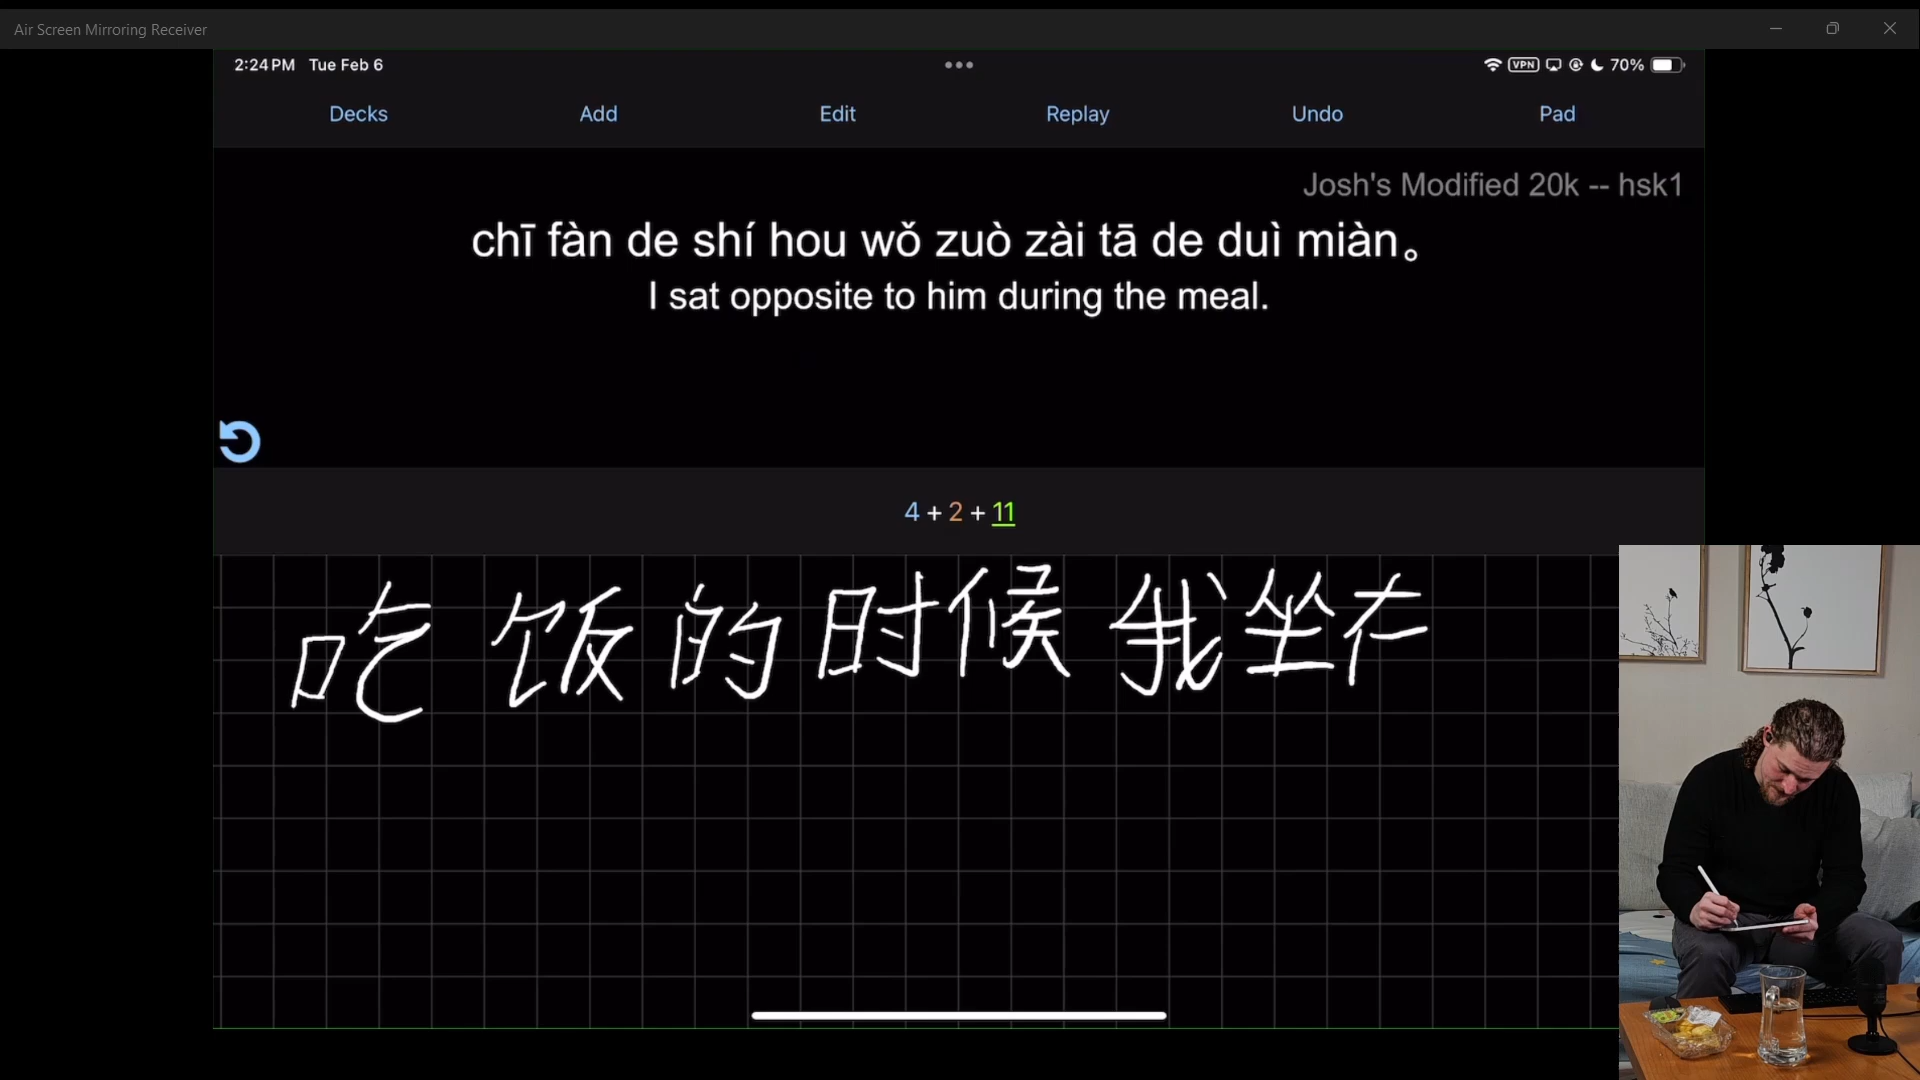 Air Screen Mirroring Receiver
2:24 PM Tue Feb 6
VPN 70%
Decks Add Edit Replay Undo Pad
Josh's Modified 20k -- hsk1
chī fàn de shí hou wǒ zuò zài tā de duì miàn。
I sat opposite to him during the meal.
4 + 2 + 11
吃饭的时候我坐在